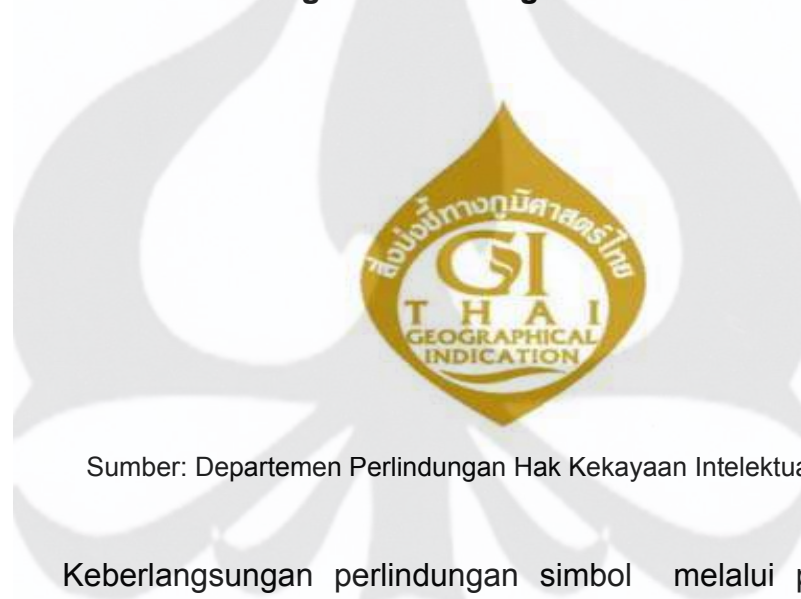 สิ่งบ่งชี้ทางภูมิศาสตร์ไทย
GI
THAI
GEOGRAPHICAL
INDICATION
Sumber: Departemen Perlindungan Hak Kekayaan Intelektua
Keberlangsungan perlindungan simbol melalui p